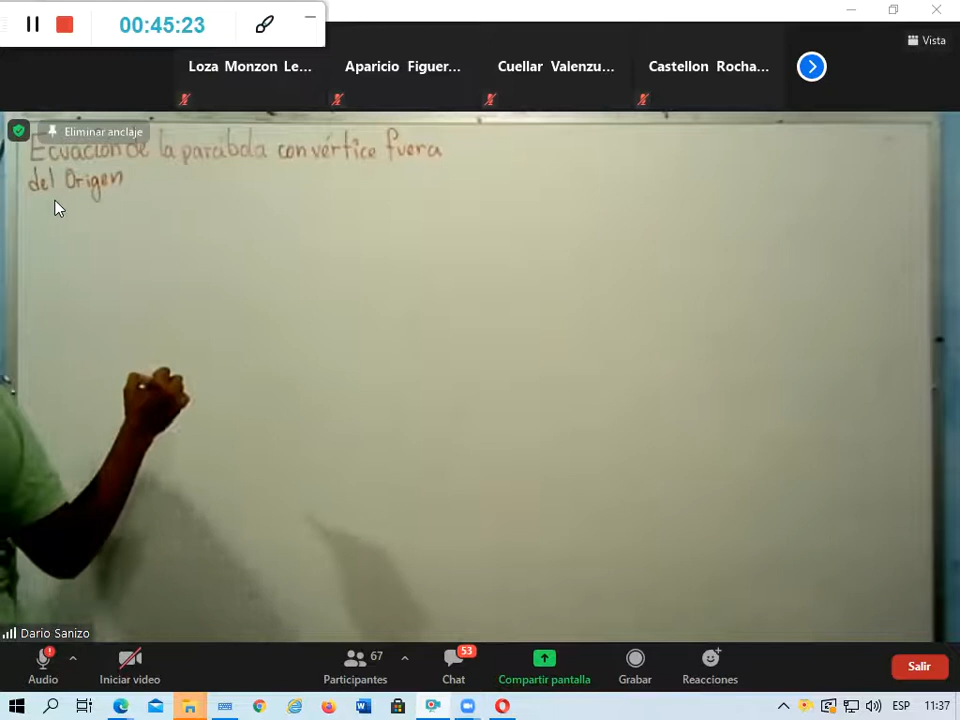 00:45:23
Vista
Loza Monzon Le... Aparicio Figuer... Cuellar Valenzu... Castellon Rocha...
Eliminar anclaje
Ecuación de la parabola con vértice fuera
del Origen
Dario Sanizo
53
67
Audio Iniciar video Participantes Chat Compartir pantalla Grabar Reacciones Salir
ESP 11:37